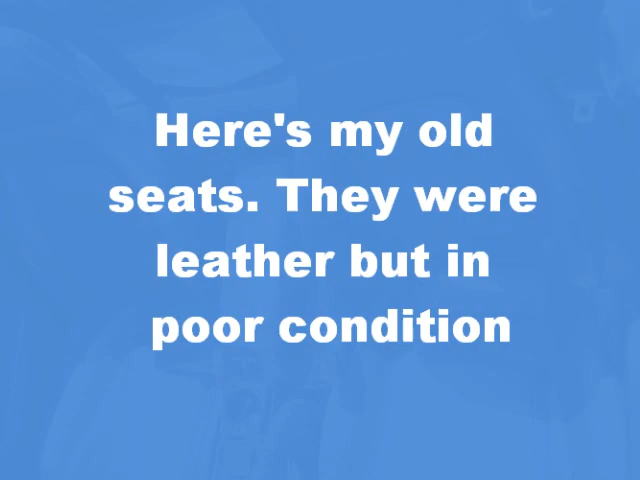 Here's my old
seats. They were
leather but in
poor condition